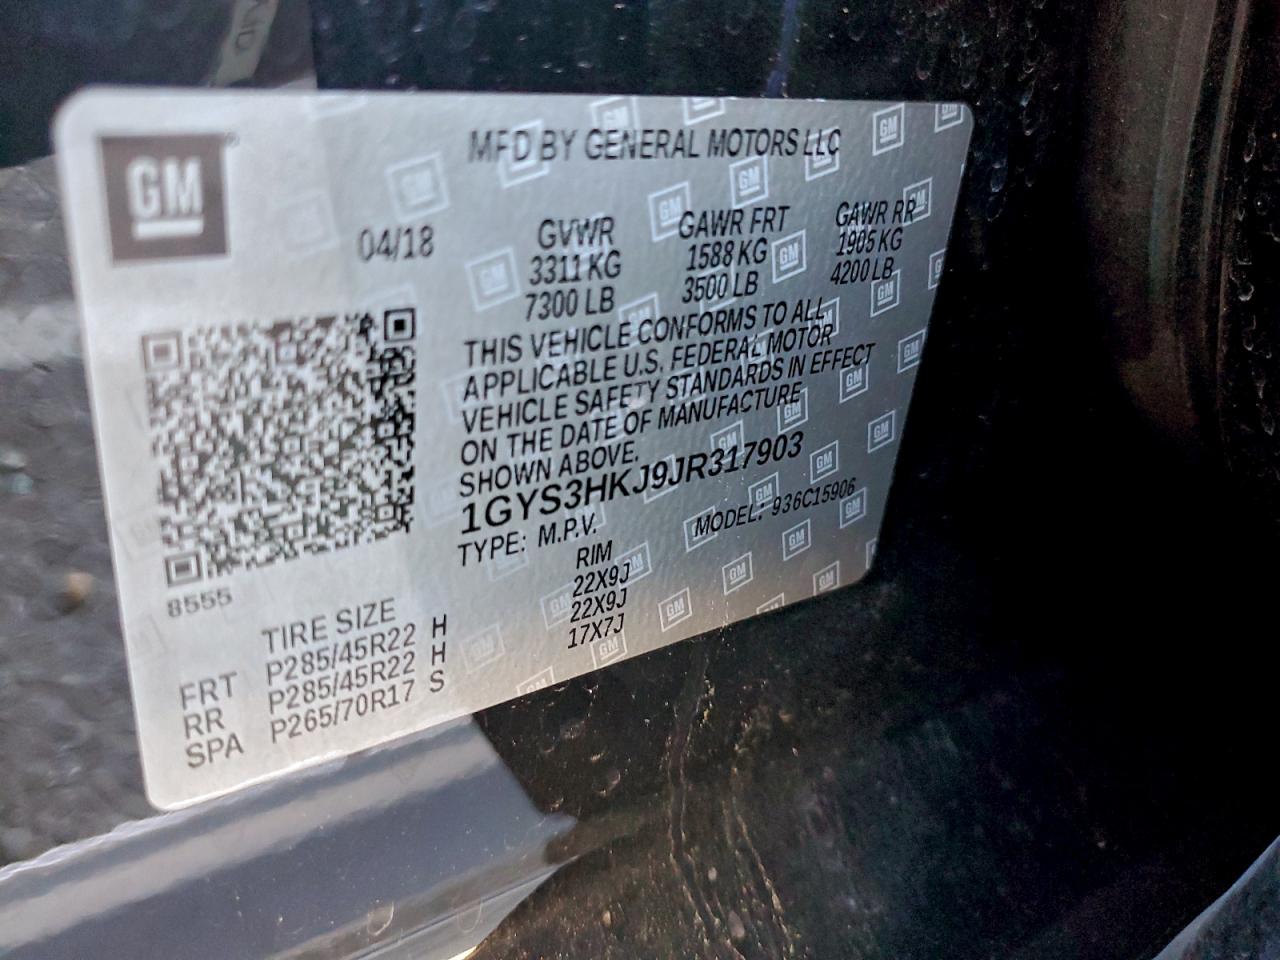 GM
MFD BY GENERAL MOTORS LLC
04/18
GVWR GAWR FRT GAWR RR
3311 KG 1588 KG 1905 KG
7300 LB 3500 LB 4200 LB
THIS VEHICLE CONFORMS TO ALL
APPLICABLE U.S. FEDERAL MOTOR
VEHICLE SAFETY STANDARDS IN EFFECT
ON THE DATE OF MANUFACTURE
SHOWN ABOVE.
1GYS3HKJ9JR317903
TYPE: M.P.V. MODEL: 936C15906
8555
TIRE SIZE RIM
FRT P285/45R22 H 22X9J
RR P285/45R22 H 22X9J
SPA P265/70R17 S 17X7J